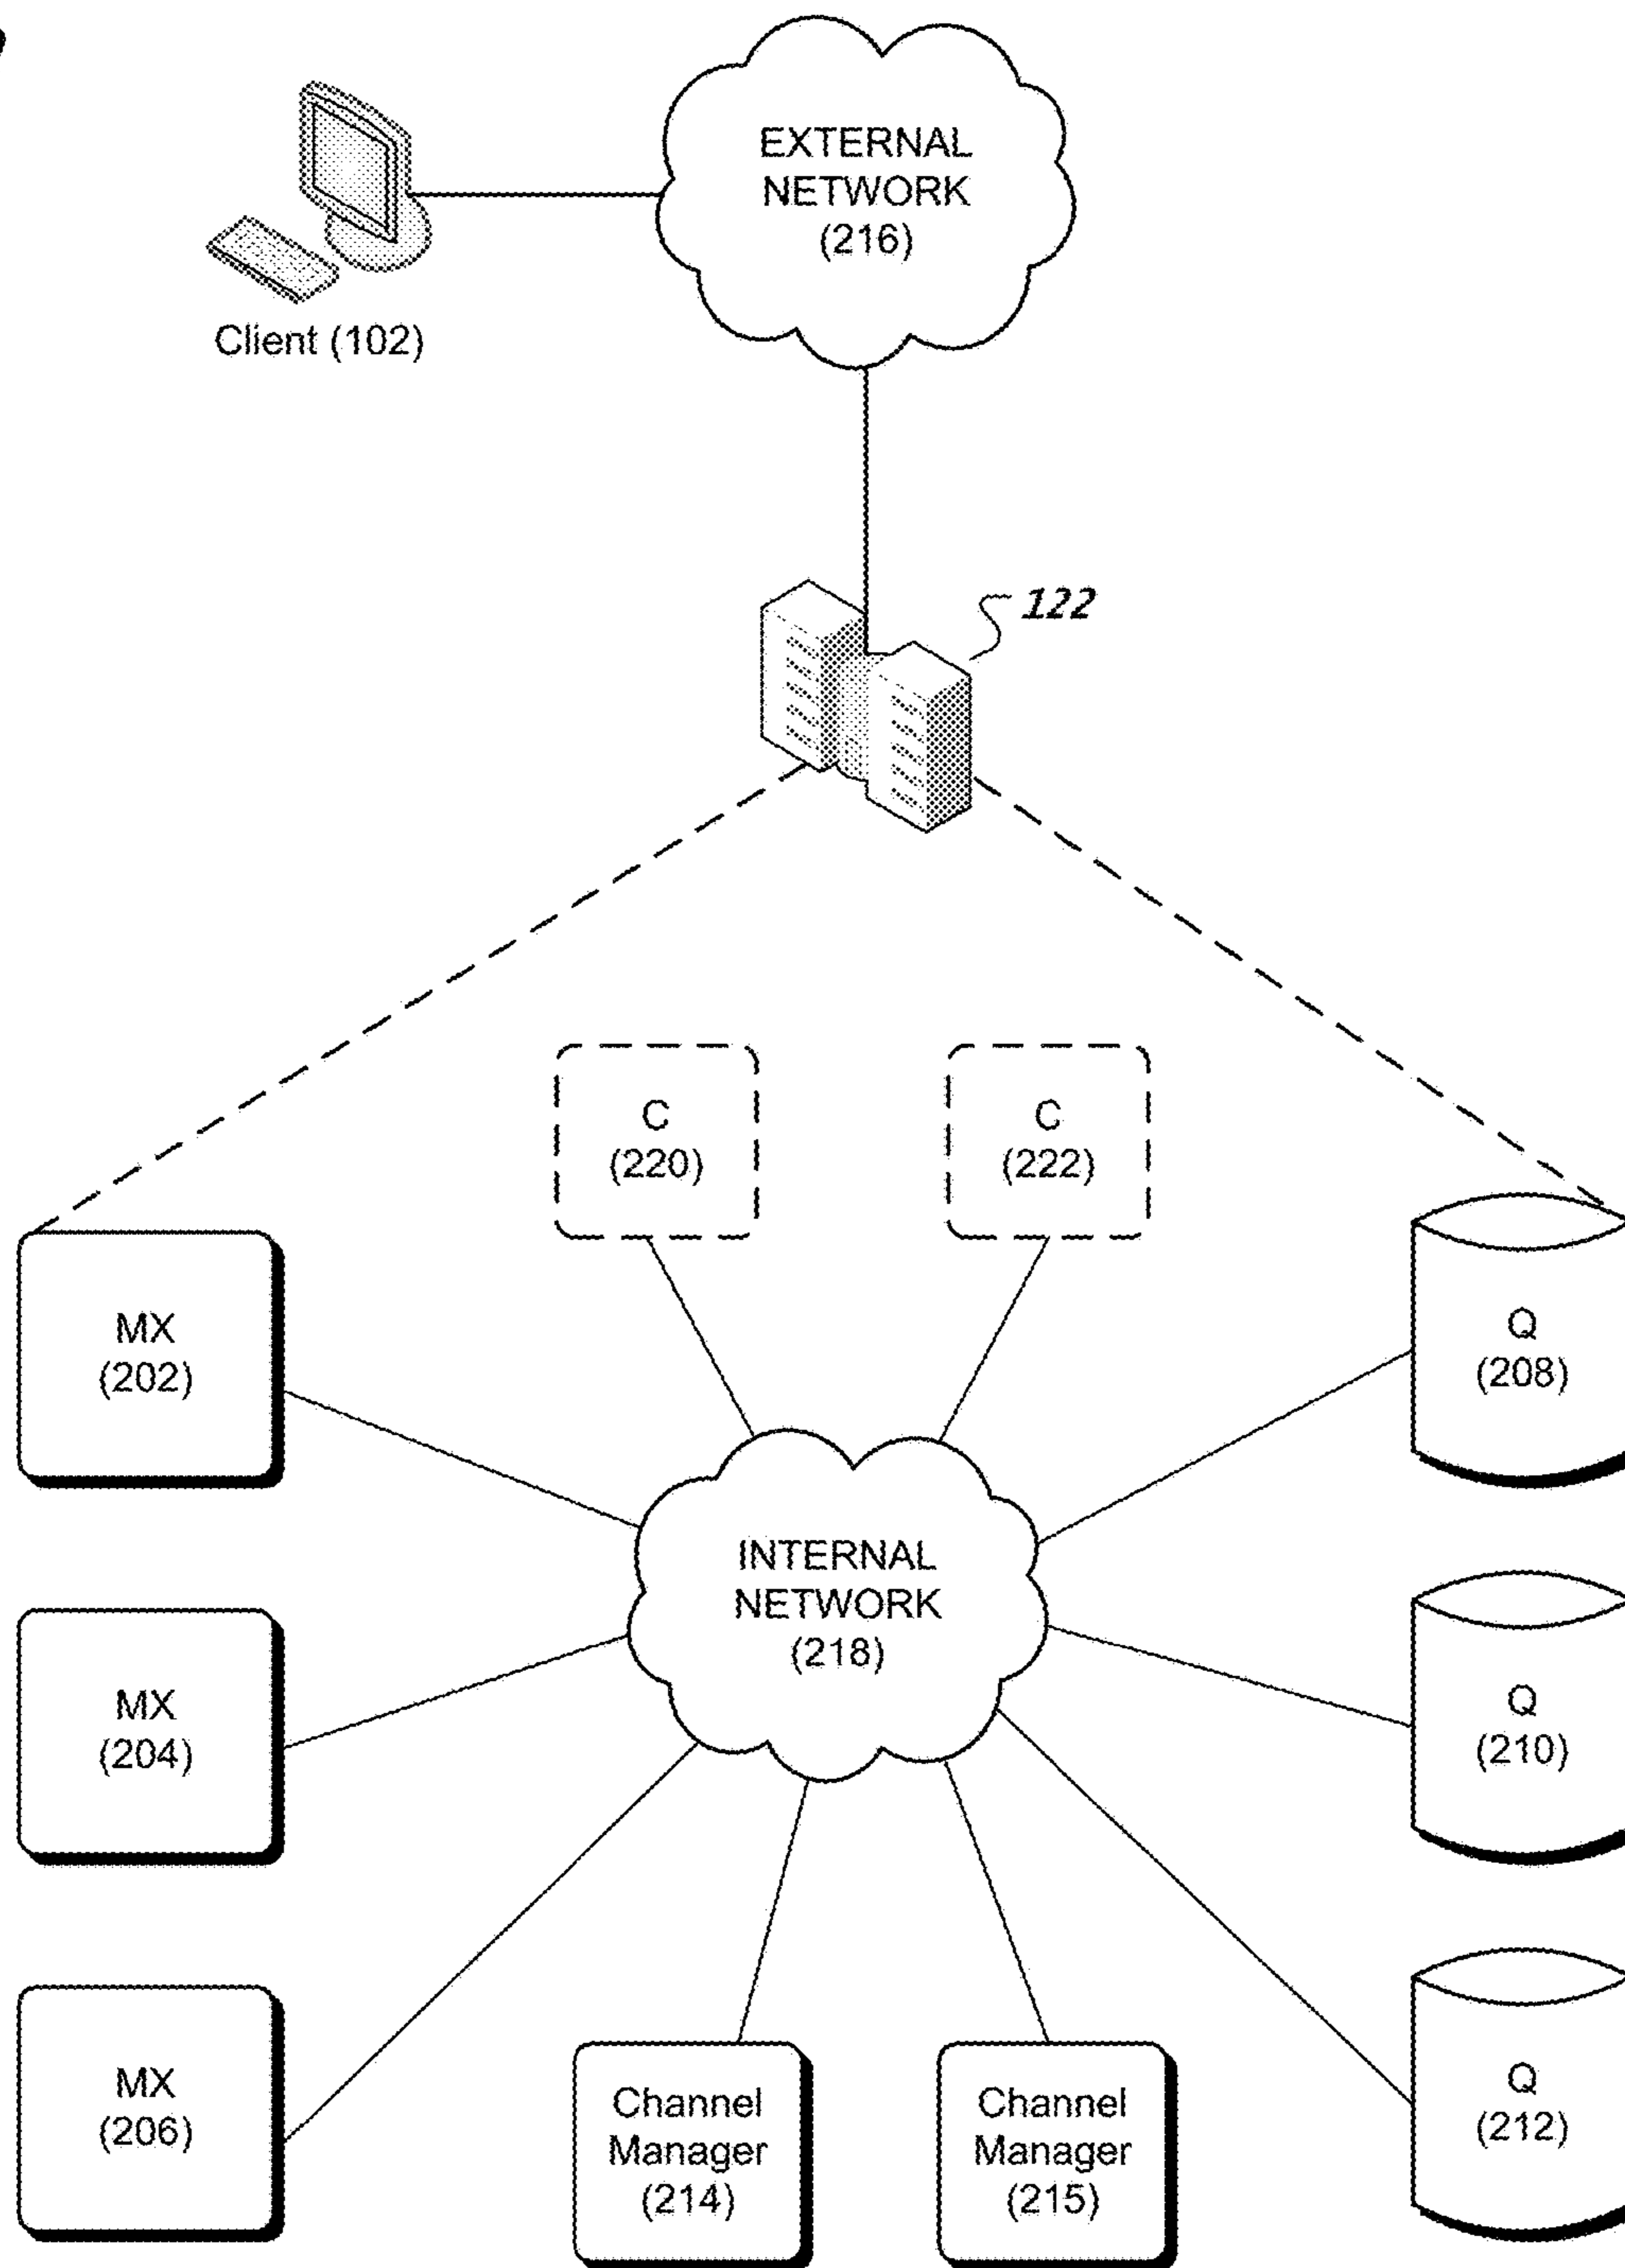 EXTERNAL
NETWORK
(216)
Client (102)
122
C
(220)
C
(222)
MX
(202)
Q
(208)
INTERNAL
NETWORK
(218)
MX
(204)
Q
(210)
MX
(206)
Channel
Manager
(214)
Channel
Manager
(215)
Q
(212)